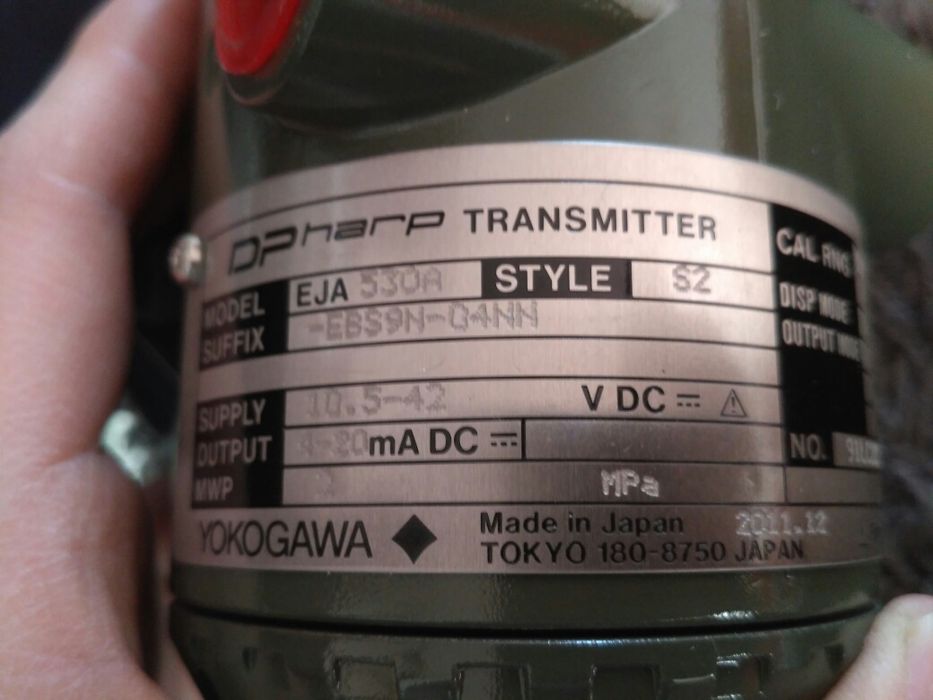 DPharp TRANSMITTER
MODEL EJA 530A STYLE S2
SUFFIX -EBS9N-04NN
SUPPLY 10.5-42 V DC
OUTPUT 4-20mA DC
MWP MPa
YOKOGAWA Made in Japan 2011.12
TOKYO 180-8750 JAPAN
CAL RNG
DISP MODE
OUTPUT MODE
NO.